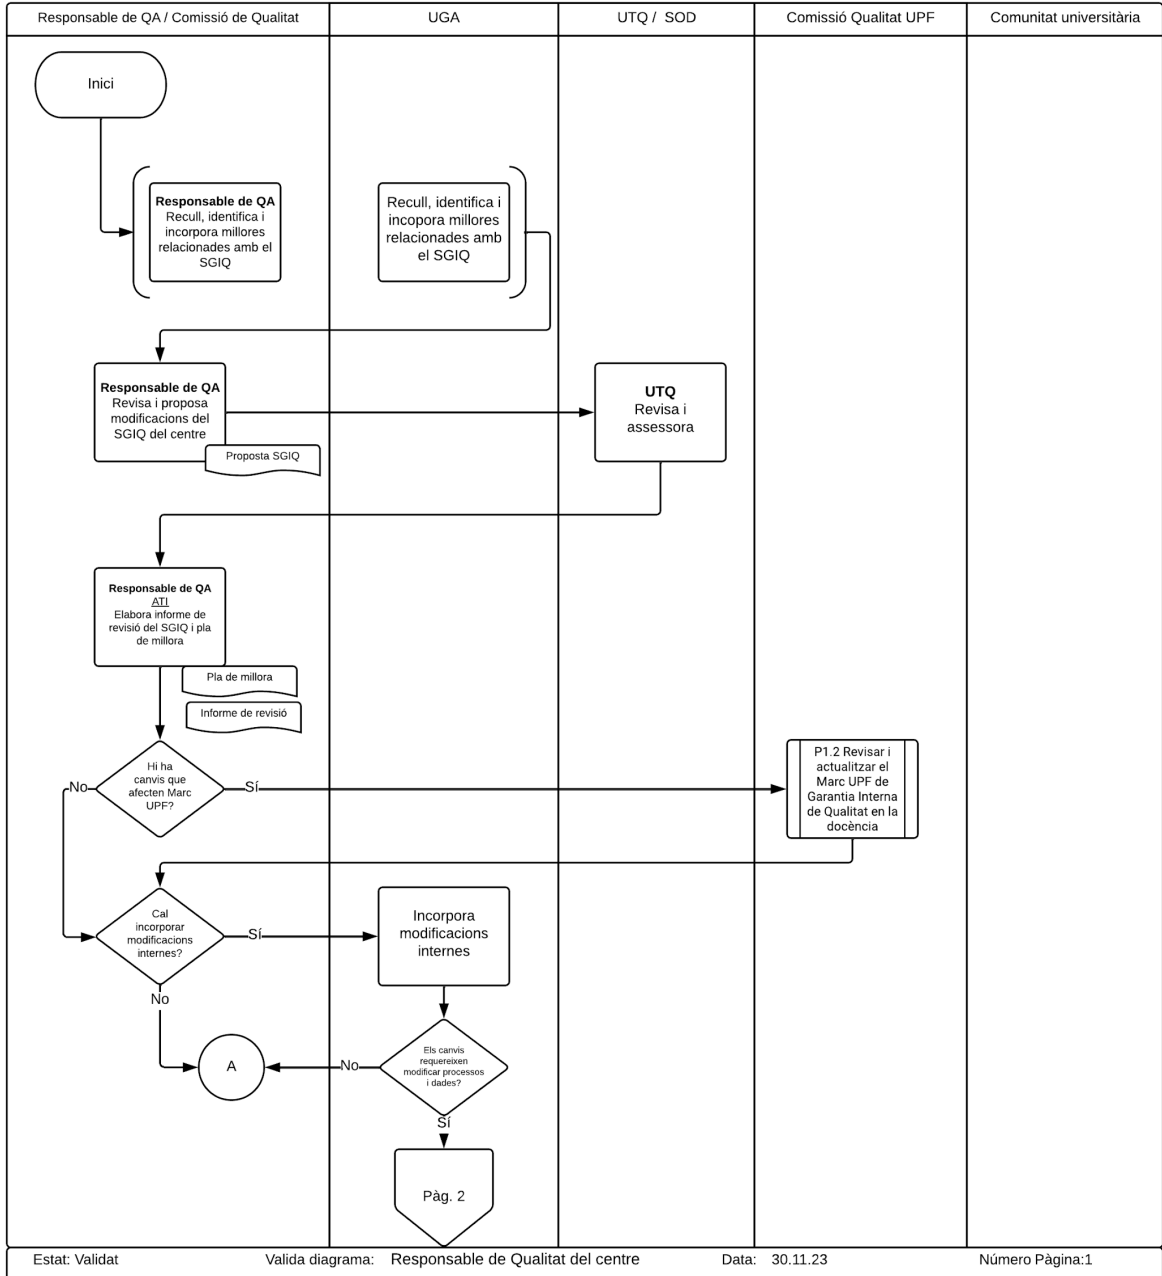 Responsable de QA / Comissió de Qualitat
UGA
UTQ / SOD
Comissió Qualitat UPF
Comunitat universitària
Inici
Responsable de QA
Recull, identifica i
incorpora millores
relacionades amb el
SGIQ
Recull, identifica i
incopora millores
relacionades amb
el SGIQ
Responsable de QA
Revisa i proposa
modificacions del
SGIQ del centre
Proposta SGIQ
UTQ
Revisa i
assessora
Responsable de QA
ATI
Elabora informe de
revisió del SGIQ i pla
de millora
Pla de millora
Informe de revisió
Hi ha
canvis que
afecten Marc
UPF?
No
Sí
P1.2 Revisar i
actualitzar el
Marc UPF de
Garantia Interna
de Qualitat en la
docència
Cal
incorporar
modificacions
internes?
Sí
No
Incorpora
modificacions
internes
A
No
Els canvis
requereixen
modificar processos
i dades?
Sí
Pàg. 2
Estat: Validat
Valida diagrama: Responsable de Qualitat del centre
Data: 30.11.23
Número Pàgina:1